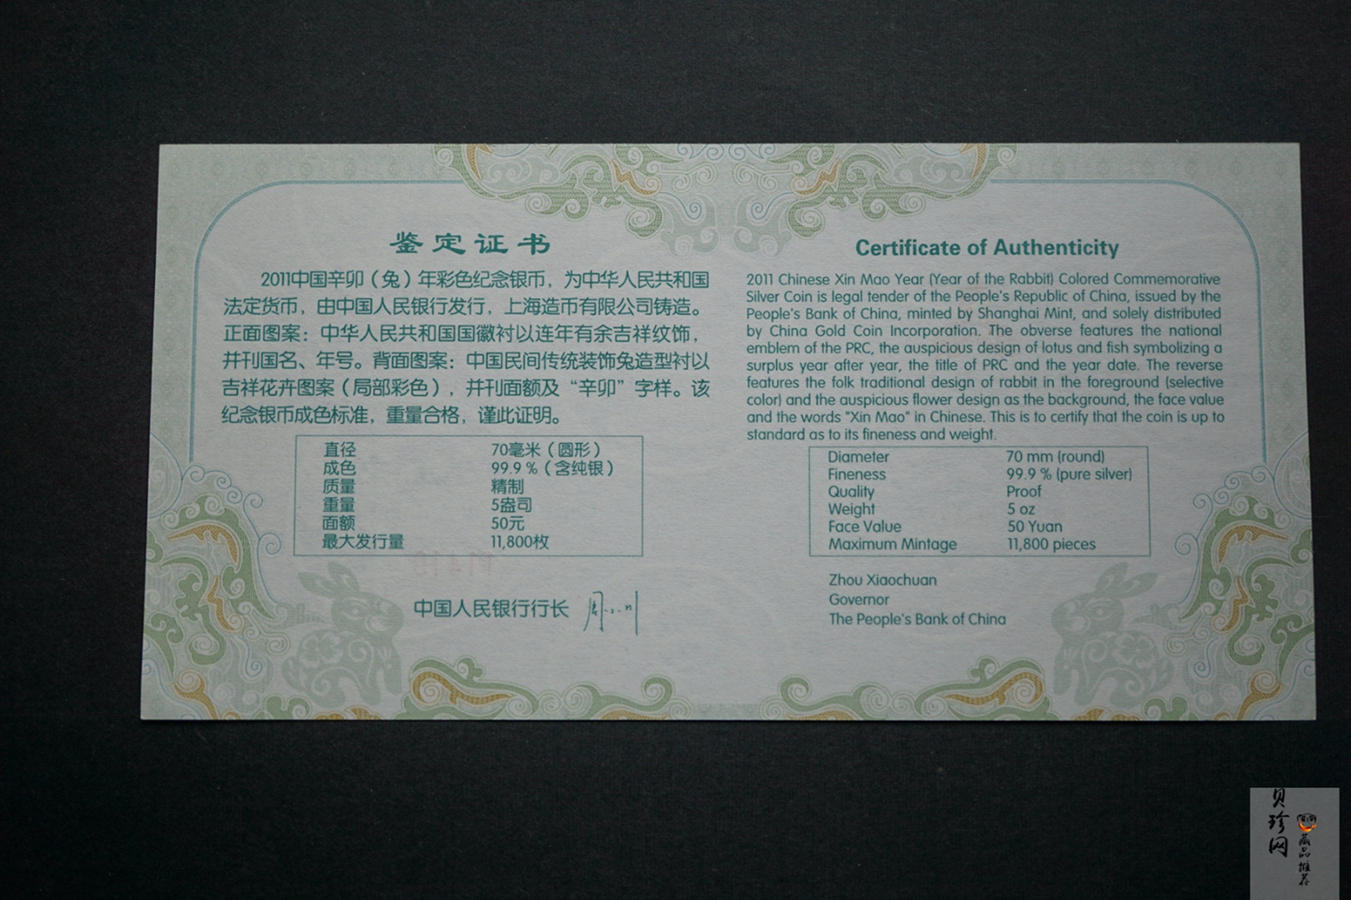 鉴定证书
2011中国辛卯（兔）年彩色纪念银币，为中华人民共和国
法定货币，由中国人民银行发行，上海造币有限公司铸造。
正面图案：中华人民共和国国徽衬以连年有余吉祥纹饰，
并刊国名、年号。背面图案：中国民间传统装饰兔造型衬以
吉祥花卉图案（局部彩色），并刊面额及“辛卯”字样。该
纪念银币成色标准，重量合格，谨此证明。
直径 70毫米（圆形）
成色 99.9％（含纯银）
质量 精制
重量 5盎司
面额 50元
最大发行量 11,800枚
中国人民银行行长
Certificate of Authenticity
2011 Chinese Xin Mao Year (Year of the Rabbit) Colored Commemorative
Silver Coin is legal tender of the People's Republic of China, issued by the
People's Bank of China, minted by Shanghai Mint, and solely distributed
by China Gold Coin Incorporation. The obverse features the national
emblem of the PRC, the auspicious design of lotus and fish symbolizing a
surplus year after year, the title of PRC and the year date. The reverse
features the folk traditional design of rabbit in the foreground (selective
color) and the auspicious flower design as the background, the face value
and the words "Xin Mao" in Chinese. This is to certify that the coin is up to
standard as to its fineness and weight.
Diameter 70 mm (round)
Fineness 99.9 % (pure silver)
Quality Proof
Weight 5 oz
Face Value 50 Yuan
Maximum Mintage 11,800 pieces
Zhou Xiaochuan
Governor
The People's Bank of China
贝珍网
藏品推荐